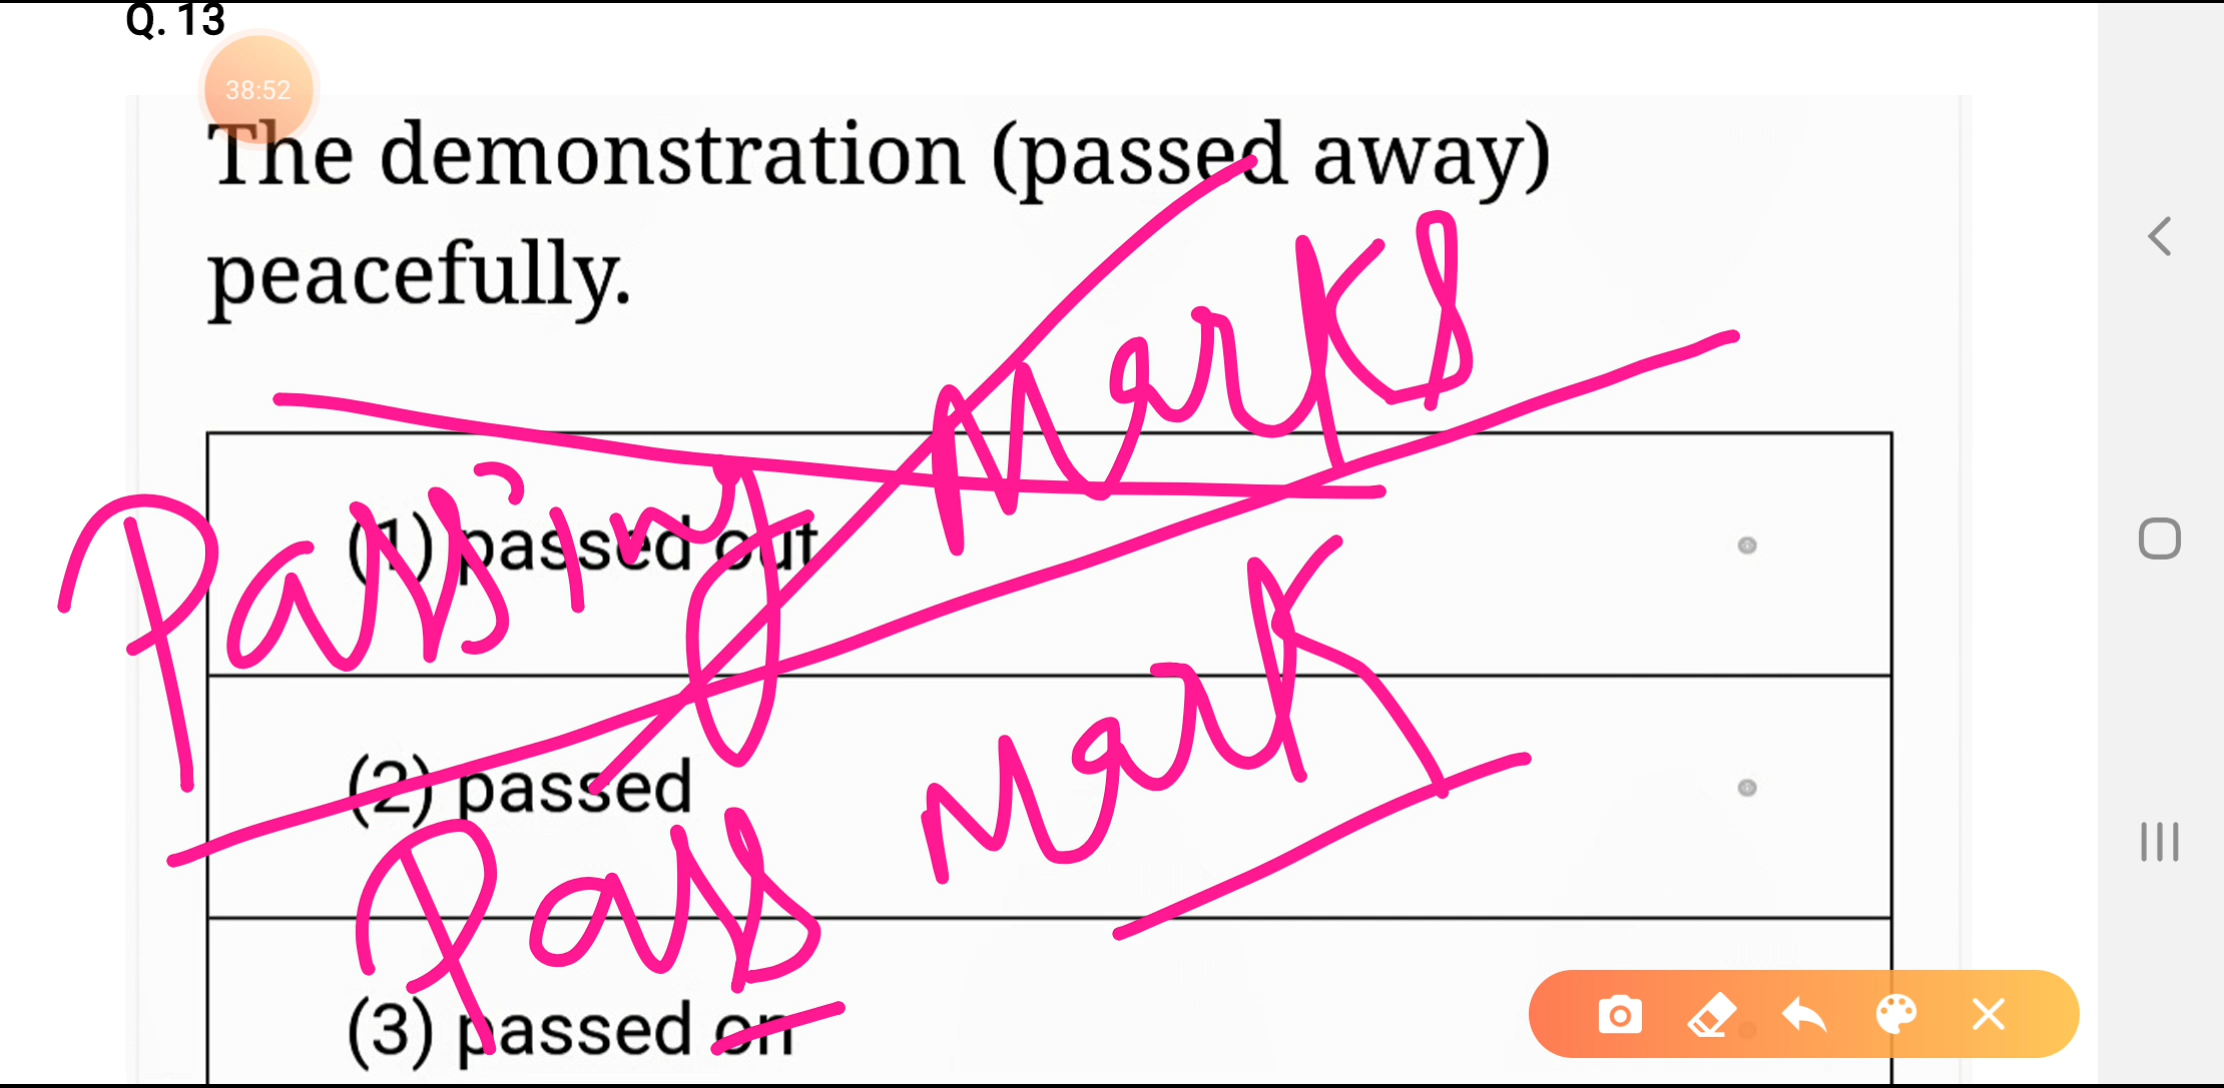 Q. 13
38:52
The demonstration (passed away)
peacefully.
Marks
Passing
(1) passed out
Mark
(2) passed
Pass
(3) passed on